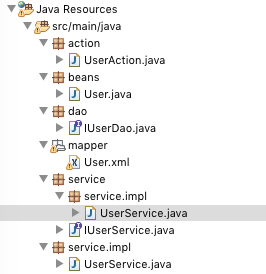 Java Resources
src/main/java
action
UserAction.java
beans
User.java
dao
IUserDao.java
mapper
User.xml
service
service.impl
UserService.java
IUserService.java
service.impl
UserService.java